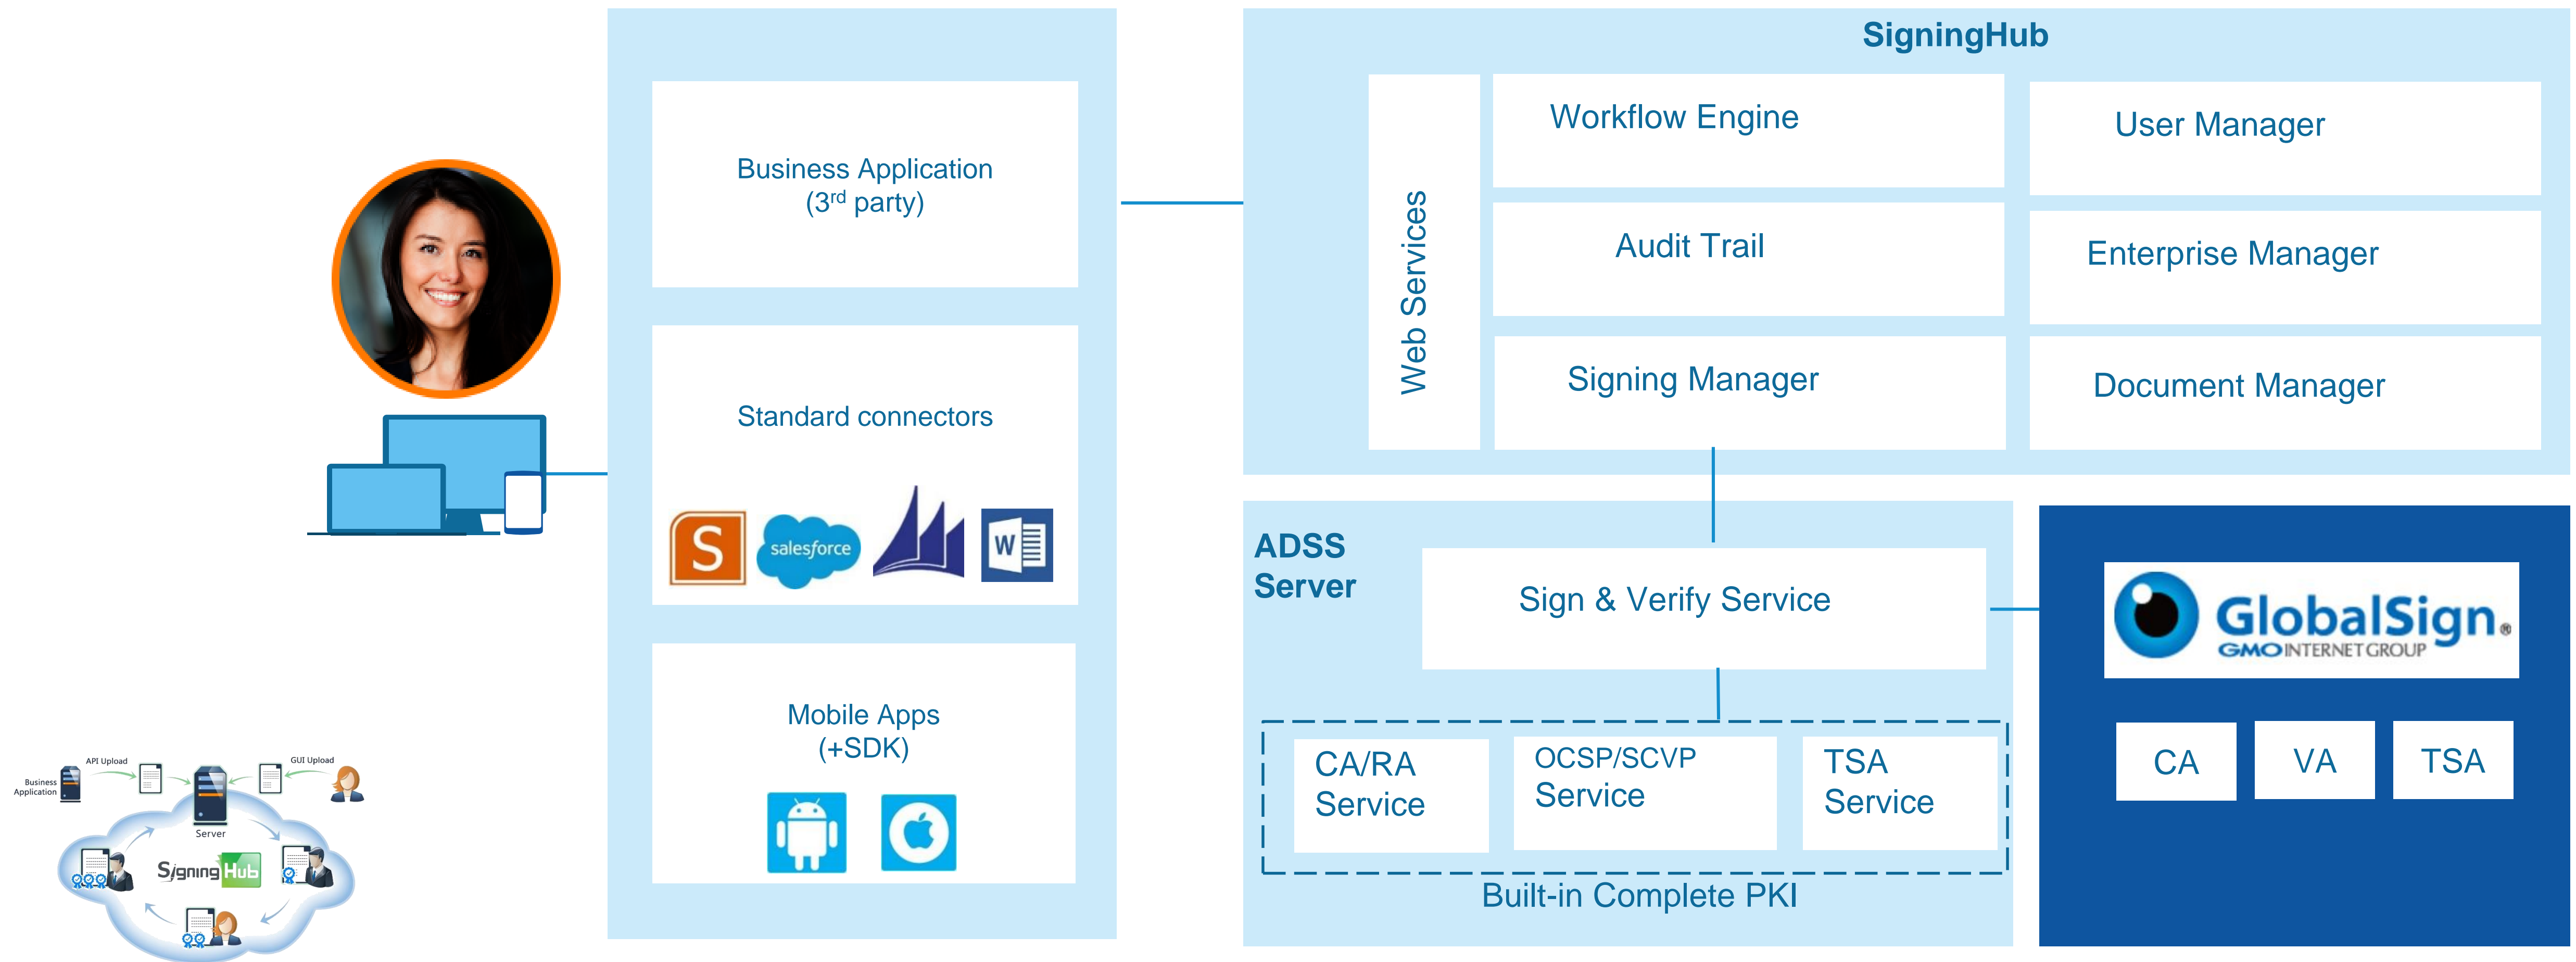 Business Application
(3rd party)
Standard connectors
S
salesforce
W
Mobile Apps
(+SDK)
SigningHub
Web Services
Workflow Engine
User Manager
Audit Trail
Enterprise Manager
Signing Manager
Document Manager
ADSS
Server
Sign & Verify Service
CA/RA
Service
OCSP/SCVP
Service
TSA
Service
Built-in Complete PKI
GlobalSign®
GMO INTERNET GROUP
CA
VA
TSA
API Upload
GUI Upload
Business
Application
Server
Signing Hub